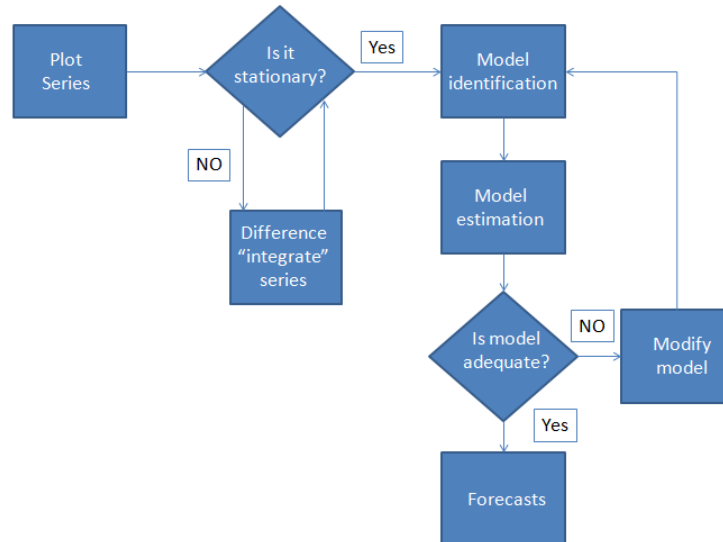 Plot
Series
Is it
stationary?
Yes
Model
identification
NO
Difference
“integrate”
series
Model
estimation
Is model
adequate?
NO
Modify
model
Yes
Forecasts